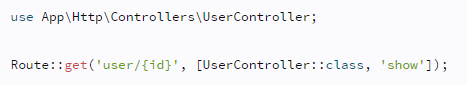 use App\Http\Controllers\UserController;
Route::get('user/{id}', [UserController::class, 'show']);